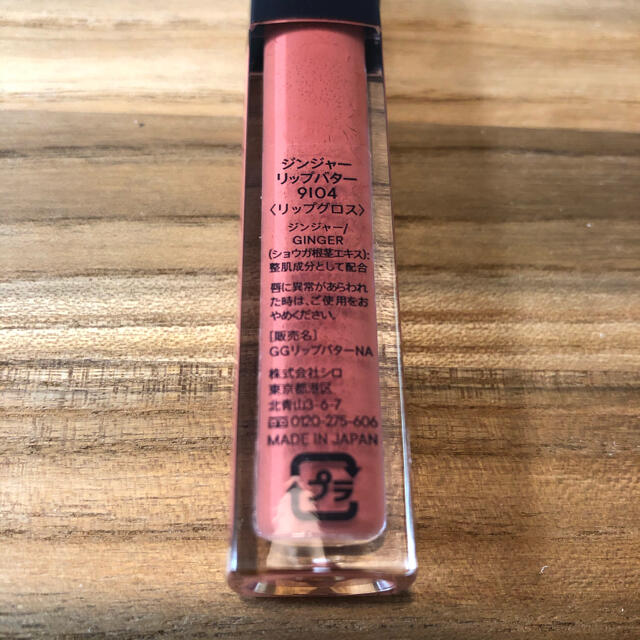 ジンジャー
リップバター
9I04
〈リップグロス〉
ジンジャー/
GINGER
(ショウガ根茎エキス):
整肌成分として配合
唇に異常があらわれ
た時は、ご使用をお
やめください。
[販売名]
GGリップバターNA
株式会社シロ
東京都港区
北青山3-6-7
0120-275-606
MADE IN JAPAN
プラ